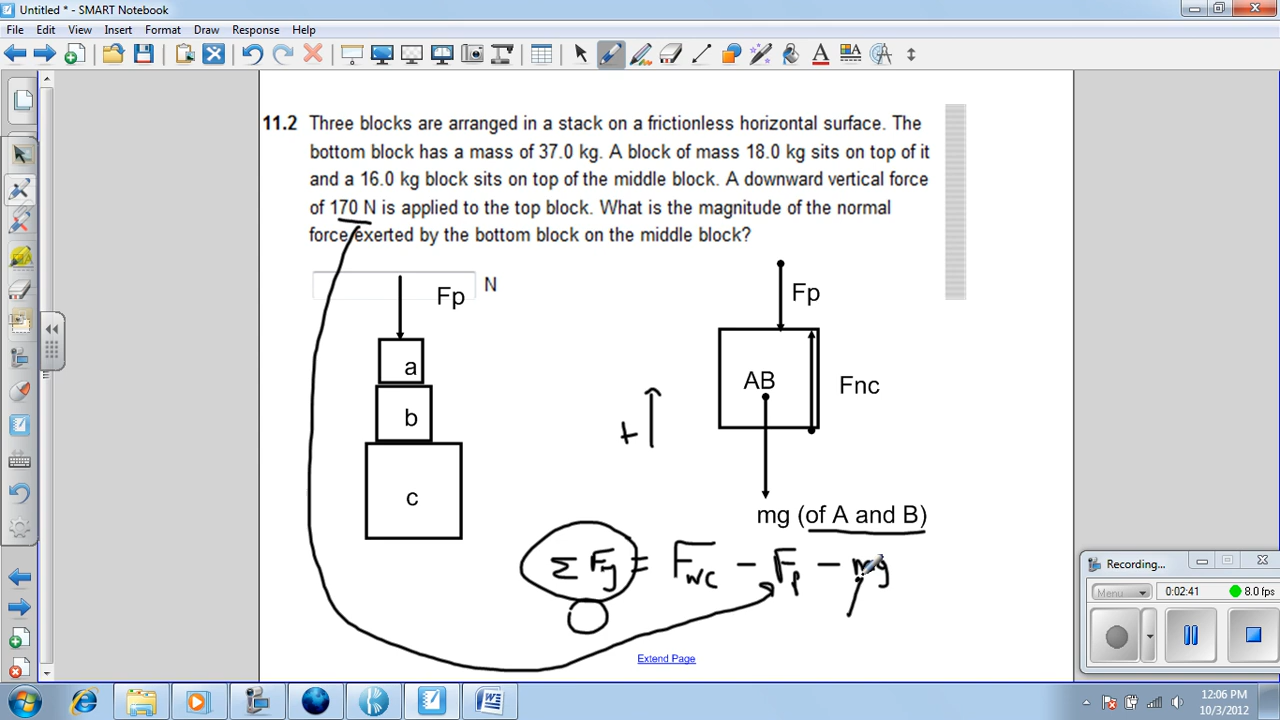 Untitled * - SMART Notebook
File Edit View Insert Format Draw Response Help
11.2 Three blocks are arranged in a stack on a frictionless horizontal surface. The
bottom block has a mass of 37.0 kg. A block of mass 18.0 kg sits on top of it
and a 16.0 kg block sits on top of the middle block. A downward vertical force
of 170 N is applied to the top block. What is the magnitude of the normal
force exerted by the bottom block on the middle block?
N
Fp
a
b
c
Fp
AB
Fnc
+
mg (of A and B)
Σ Fy = FNC - Fp - mg
0
Extend Page
Recording...
Menu
0:02:41
8.0 fps
12:06 PM
10/3/2012